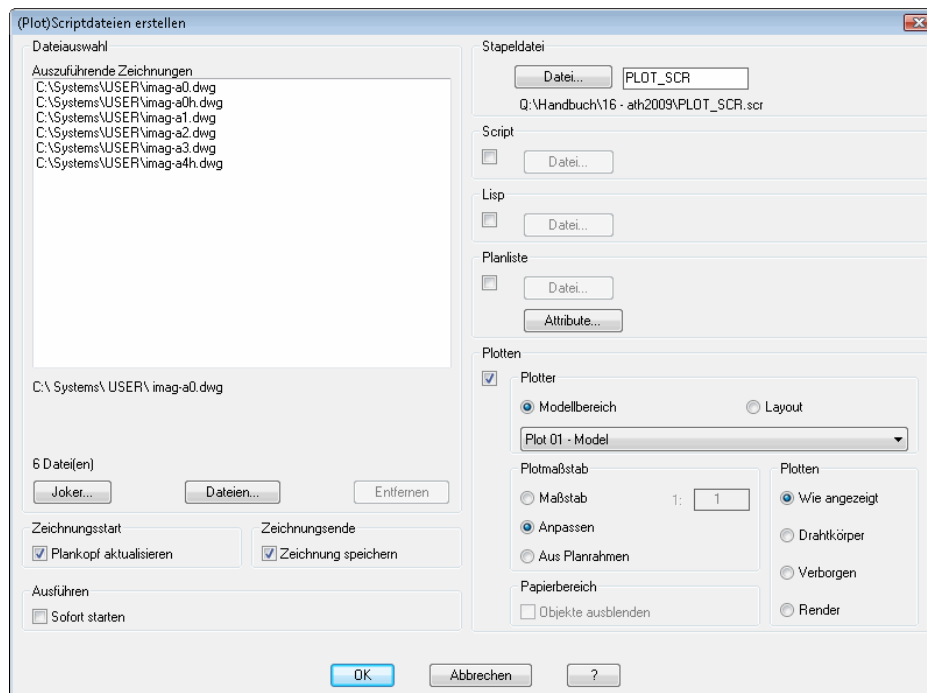 (Plot)Scriptdateien erstellen
Dateiauswahl
Auszuführende Zeichnungen
C:\Systems\USER\imag-a0.dwg
C:\Systems\USER\imag-a0h.dwg
C:\Systems\USER\imag-a1.dwg
C:\Systems\USER\imag-a2.dwg
C:\Systems\USER\imag-a3.dwg
C:\Systems\USER\imag-a4h.dwg
C:\ Systems\ USER\ imag-a0.dwg
6 Datei(en)
Joker... Dateien... Entfernen
Zeichnungsstart
Plankopf aktualisieren
Zeichnungsende
Zeichnung speichern
Ausführen
Sofort starten
Stapeldatei
Datei... PLOT_SCR
Q:\Handbuch\16 - ath2009\PLOT_SCR.scr
Script
Datei...
Lisp
Datei...
Planliste
Datei...
Attribute...
Plotten
Plotter
Modellbereich Layout
Plot 01 - Model
Plotmaßstab
Maßstab 1: 1
Anpassen
Aus Planrahmen
Papierbereich
Objekte ausblenden
Plotten
Wie angezeigt
Drahtkörper
Verborgen
Render
OK Abbrechen ?